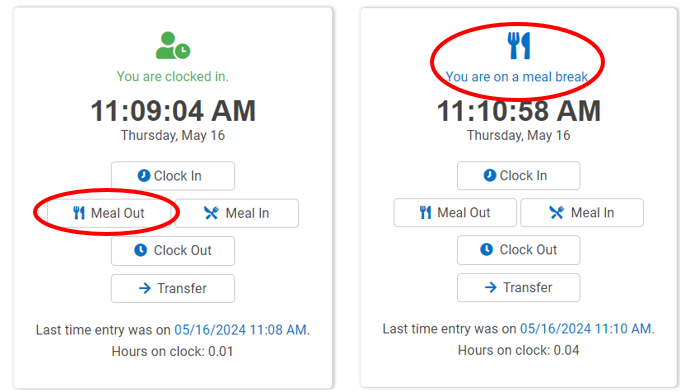 You are clocked in.
11:09:04 AM
Thursday, May 16
Clock In
Meal Out
Meal In
Clock Out
Transfer
Last time entry was on 05/16/2024 11:08 AM.
Hours on clock: 0.01
You are on a meal break
11:10:58 AM
Thursday, May 16
Clock In
Meal Out
Meal In
Clock Out
Transfer
Last time entry was on 05/16/2024 11:10 AM.
Hours on clock: 0.04